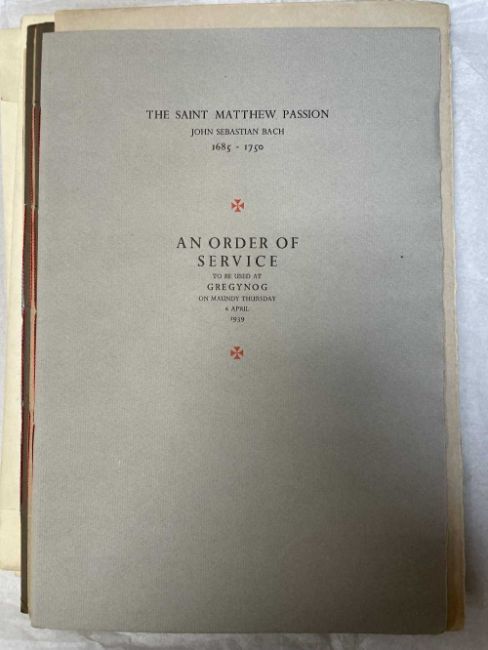 THE SAINT MATTHEW PASSION
JOHN SEBASTIAN BACH
1685 - 1750
AN ORDER OF
SERVICE
TO BE USED AT
GREGYNOG
ON MAUNDY THURSDAY
6 APRIL
1939